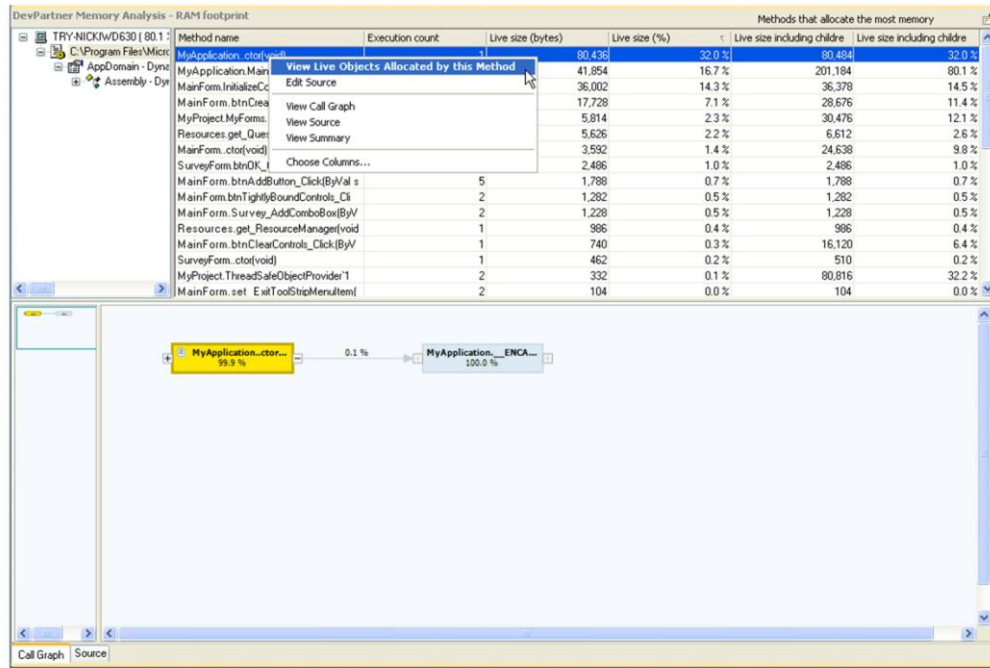 DevPartner Memory Analysis - RAM footprint
Methods that allocate the most memory
TRY-NICKJWD630 ( 80.1 :
C:\Program Files\Micro
AppDomain - Dyna
Assembly - Dyn
Method name Execution count Live size (bytes) Live size (%) Live size including childre Live size including childre
MyApplication..ctor(void) 1 80,436 32.0 % 80,484 32.0 %
MyApplication.Main 41,854 16.7 % 201,184 80.1 %
MainForm.InitializeCc 36,002 14.3 % 36,378 14.5 %
MainForm.btnCrea 17,728 7.1 % 28,676 11.4 %
MyProject.MyForms. 5,814 2.3 % 30,476 12.1 %
Resources.get_Ques 5,626 2.2 % 6,612 2.6 %
MainForm..ctor(void) 3,592 1.4 % 24,638 9.8 %
SurveyForm.btnOK_ 2,486 1.0 % 2,486 1.0 %
MainForm.btnAddButton_Click(ByVal s 5 1,788 0.7 % 1,788 0.7 %
MainForm.btnTightlyBoundControls_Cli 2 1,282 0.5 % 1,282 0.5 %
MainForm.Survey_AddComboBox(ByV 2 1,228 0.5 % 1,228 0.5 %
Resources.get_ResourceManager(void 1 986 0.4 % 986 0.4 %
MainForm.btnClearControls_Click(ByV 1 740 0.3 % 16,120 6.4 %
SurveyForm..ctor(void) 1 462 0.2 % 510 0.2 %
MyProject.ThreadSafeObjectProvider`1 2 332 0.1 % 80,816 32.2 %
MainForm.set_ExitToolStripMenuItem( 2 104 0.0 % 104 0.0 %
View Live Objects Allocated by this Method
Edit Source
View Call Graph
View Source
View Summary
Choose Columns...
MyApplication..ctor...
99.9 %
0.1 %
MyApplication.__ENCA...
100.0 %
Call Graph Source